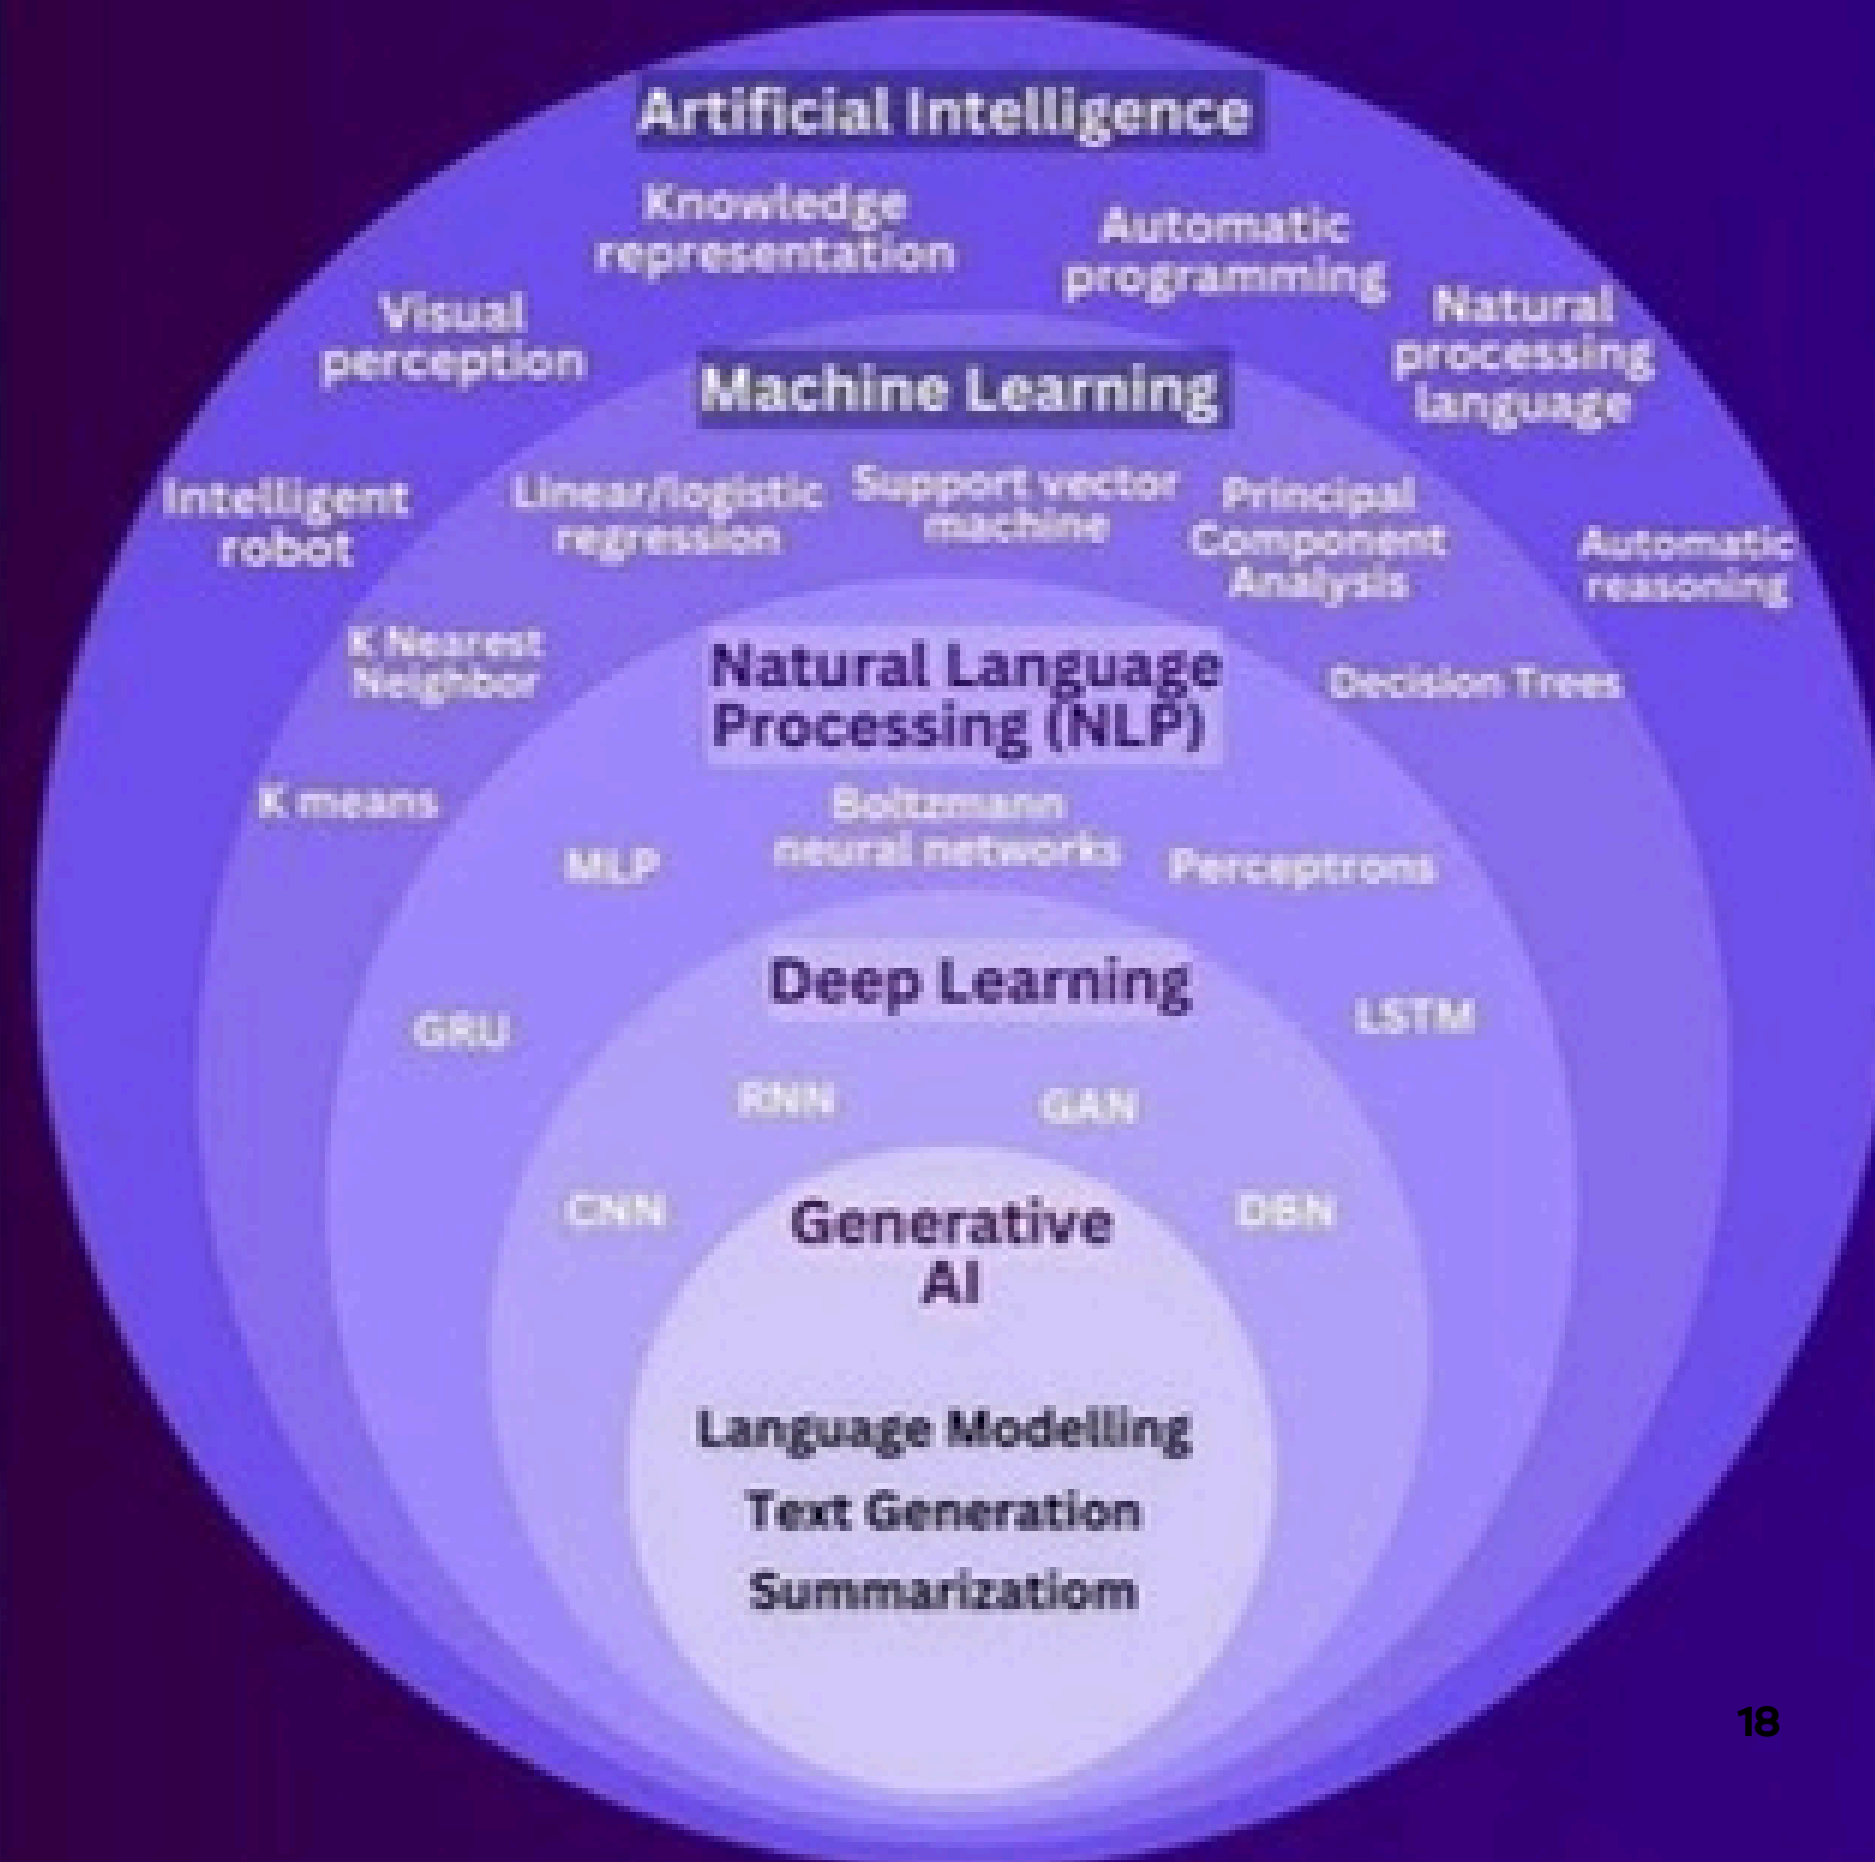 Artificial Intelligence
Knowledge
representation
Automatic
programming
Visual
perception
Natural
processing
language
Machine Learning
Intelligent
robot
Linear/logistic
regression
Support vector
machine
Principal
Component
Analysis
Automatic
reasoning
K Nearest
Neighbor
Natural Language
Processing (NLP)
Decision Trees
K means
Boltzmann
neural networks
MLP
Perceptrons
Deep Learning
GRU
LSTM
RNN
GAN
CNN
DBN
Generative
AI
Language Modelling
Text Generation
Summarizatiom
18